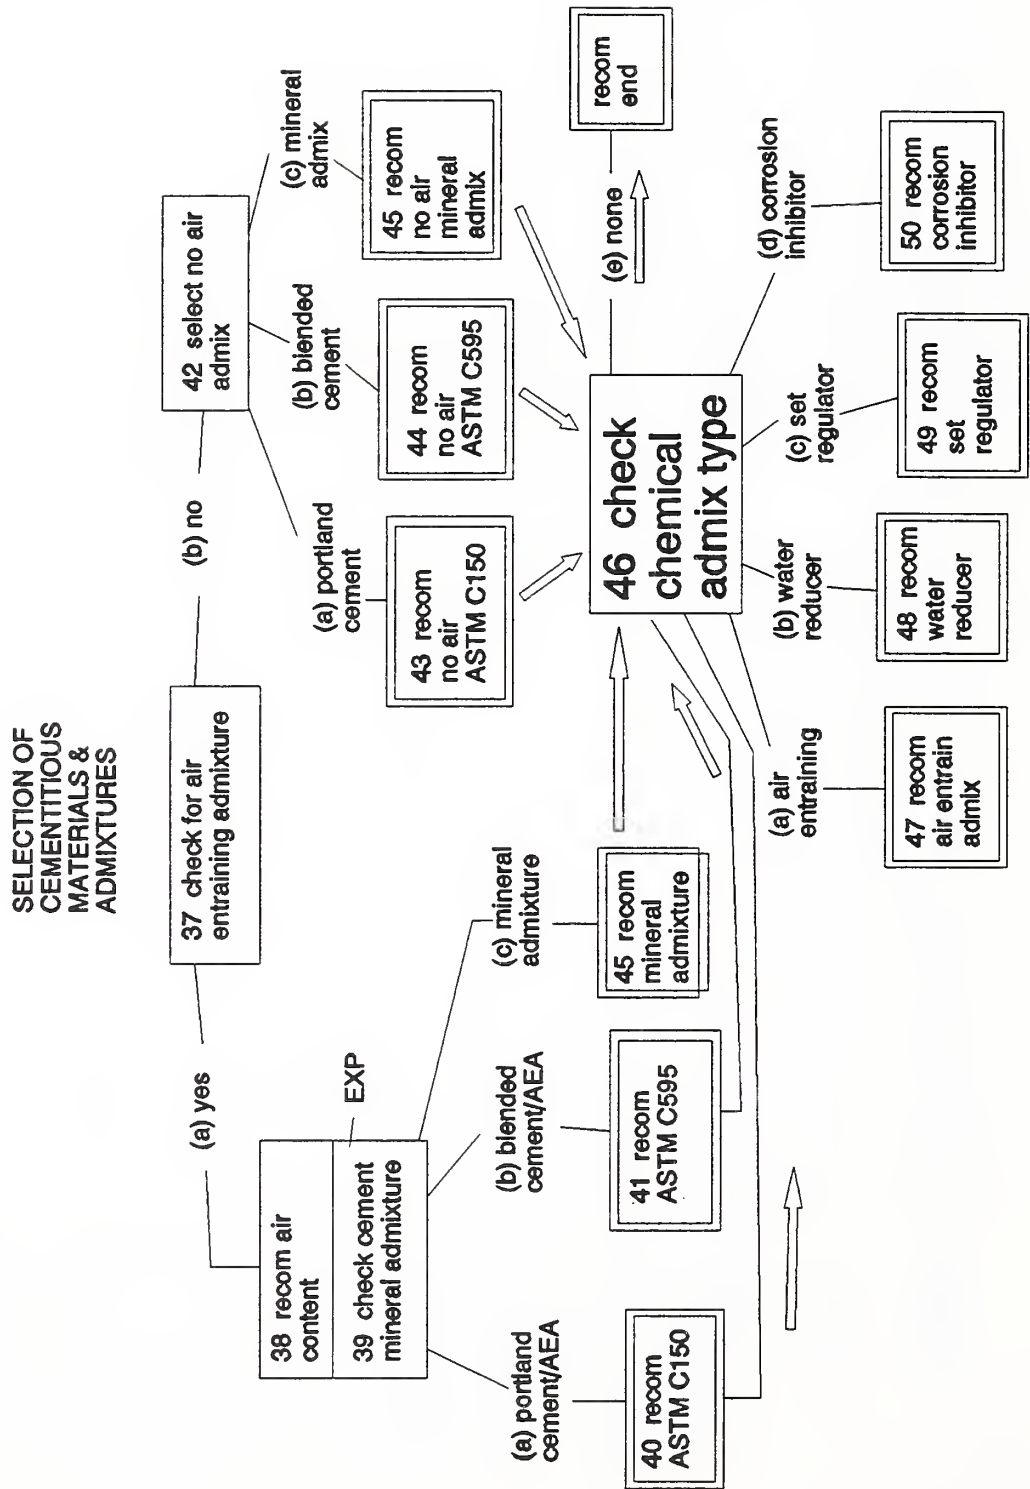 SELECTION OF
CEMENTITIOUS
MATERIALS &
ADMIXTURES
37 check for air
entraining admixture
(a) yes
(b) no
38 recom air
content
39 check cement
mineral admixture
EXP
42 select no air
admix
(a) portland
cement/AEA
(b) blended
cement/AEA
(c) mineral
admixture
(a) portland
cement
(b) blended
cement
(c) mineral
admix
40 recom
ASTM C150
41 recom
ASTM C595
45 recom
mineral
admixture
43 recom
no air
ASTM C150
44 recom
no air
ASTM C595
45 recom
no air
mineral
admix
46 check
chemical
admix type
(e) none
recom
end
(a) air
entraining
(b) water
reducer
(c) set
regulator
(d) corrosion
inhibitor
47 recom
air entrain
admix
48 recom
water
reducer
49 recom
set
regulator
50 recom
corrosion
inhibitor